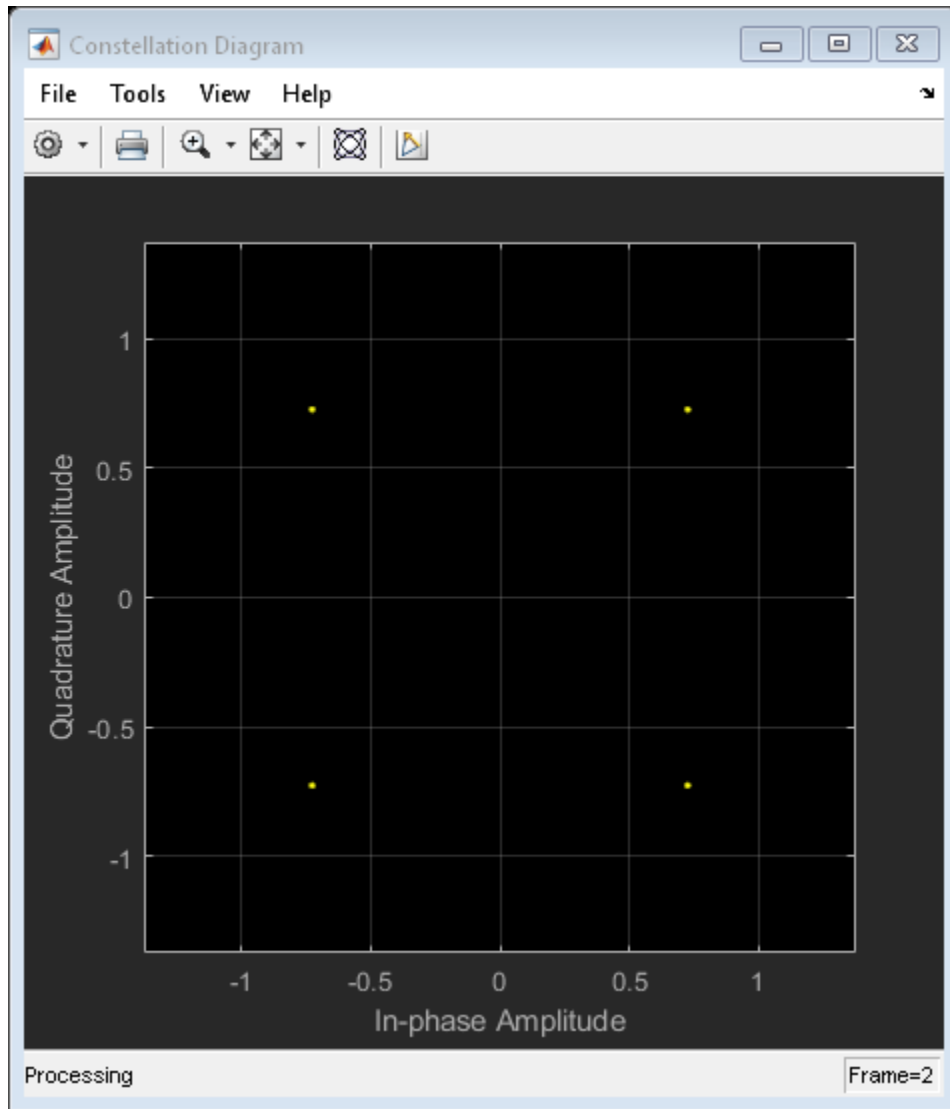 Constellation Diagram
File Tools View Help
1
0.5
0
-0.5
-1
Quadrature Amplitude
-1 -0.5 0 0.5 1
In-phase Amplitude
Processing Frame=2